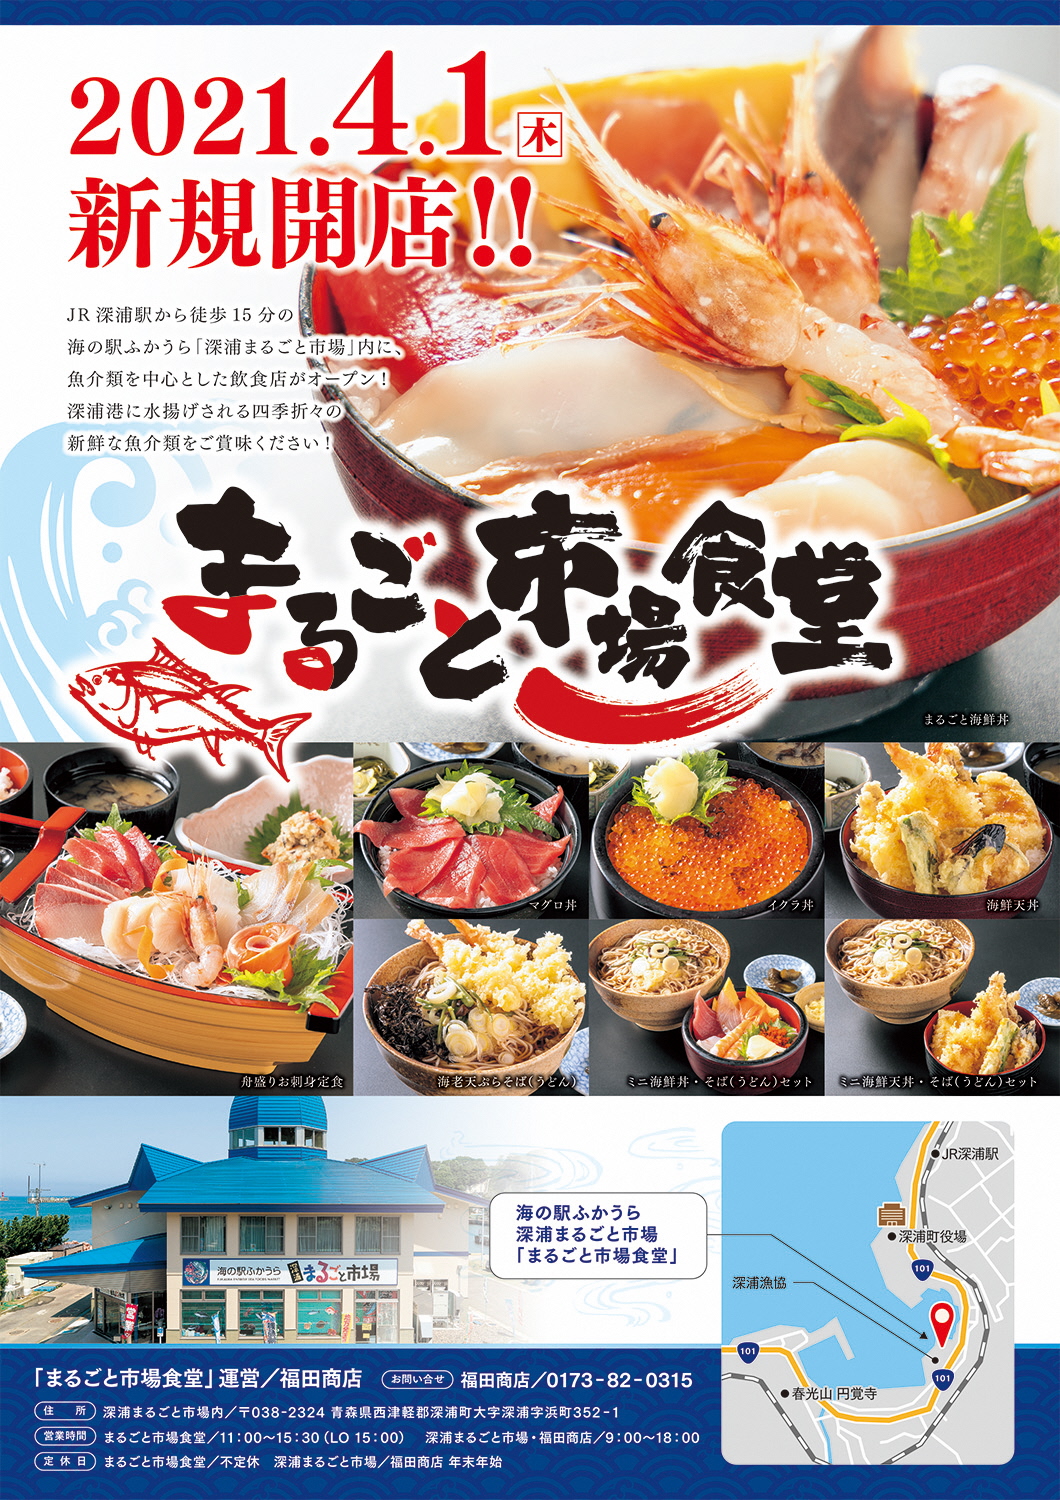 2021.4.1 木
新規開店!!
JR 深浦駅から徒歩 15 分の
海の駅ふかうら「深浦まるごと市場」内に、
魚介類を中心とした飲食店がオープン！
深浦港に水揚げされる四季折々の
新鮮な魚介類をご賞味ください！
まるごと市場食堂
まるごと海鮮丼
マグロ丼
イクラ丼
海鮮天丼
舟盛りお刺身定食
海老天ぷらそば（うどん）
ミニ海鮮丼・そば（うどん）セット
ミニ海鮮天丼・そば（うどん）セット
海の駅ふかうら
深浦まるごと市場
海の駅ふかうら
深浦まるごと市場
「まるごと市場食堂」
JR深浦駅
深浦町役場
101
深浦漁協
101
101
春光山 円覚寺
「まるごと市場食堂」運営／福田商店 お問い合せ 福田商店／0173-82-0315
住所 深浦まるごと市場内／〒038-2324 青森県西津軽郡深浦町大字深浦字浜町352-1
営業時間 まるごと市場食堂／11：00～15：30（LO 15：00） 深浦まるごと市場・福田商店／9：00～18：00
定休日 まるごと市場食堂／不定休 深浦まるごと市場／福田商店 年末年始